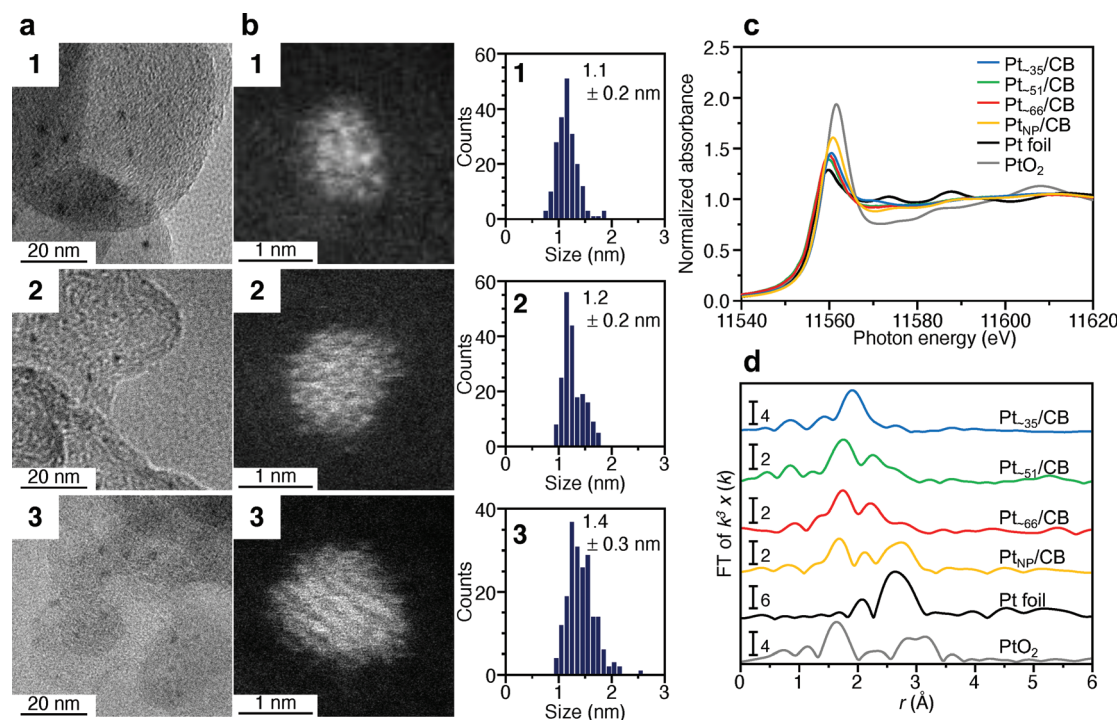 a
b
c
1
20 nm
1
1 nm
1
1.1
± 0.2 nm
Counts
60
40
20
0
0
1
2
3
Size (nm)
2
20 nm
2
1 nm
2
1.2
± 0.2 nm
Counts
60
40
20
0
0
1
2
3
Size (nm)
3
20 nm
3
1 nm
3
1.4
± 0.3 nm
Counts
40
20
0
0
1
2
3
Size (nm)
Normalized absorbance
2.5
2.0
1.5
1.0
0.5
0.0
Pt~35/CB
Pt~51/CB
Pt~66/CB
PtNP/CB
Pt foil
PtO2
11540
11560
11580
11600
11620
Photon energy (eV)
d
FT of k³ x (k)
4
Pt~35/CB
2
Pt~51/CB
2
Pt~66/CB
2
PtNP/CB
6
Pt foil
4
PtO2
0
1
2
3
4
5
6
r (Å)